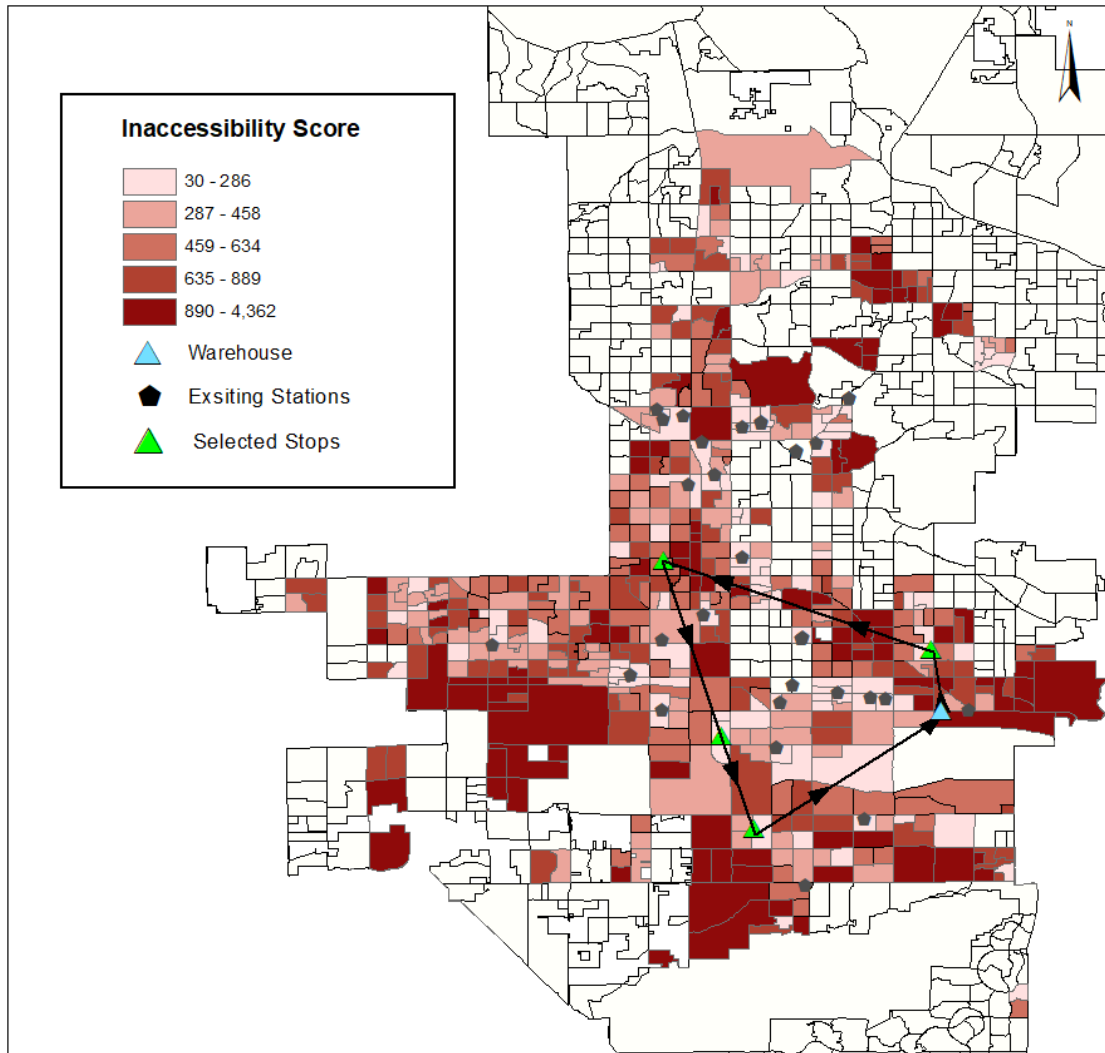 N
Inaccessibility Score
30 - 286
287 - 458
459 - 634
635 - 889
890 - 4,362
Warehouse
Exsiting Stations
Selected Stops